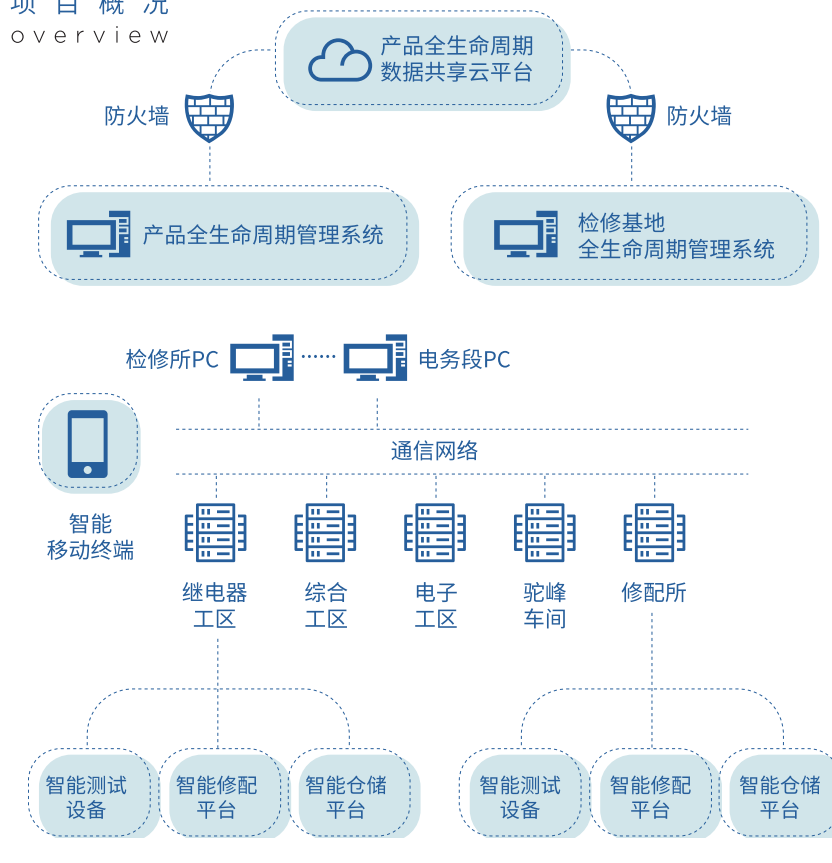 项目概况
overview
产品全生命周期
数据共享云平台
防火墙
防火墙
产品全生命周期管理系统
检修基地
全生命周期管理系统
检修所PC
电务段PC
通信网络
智能
移动终端
继电器
工区
综合
工区
电子
工区
驼峰
车间
修配所
智能测试
设备
智能修配
平台
智能仓储
平台
智能测试
设备
智能修配
平台
智能仓储
平台